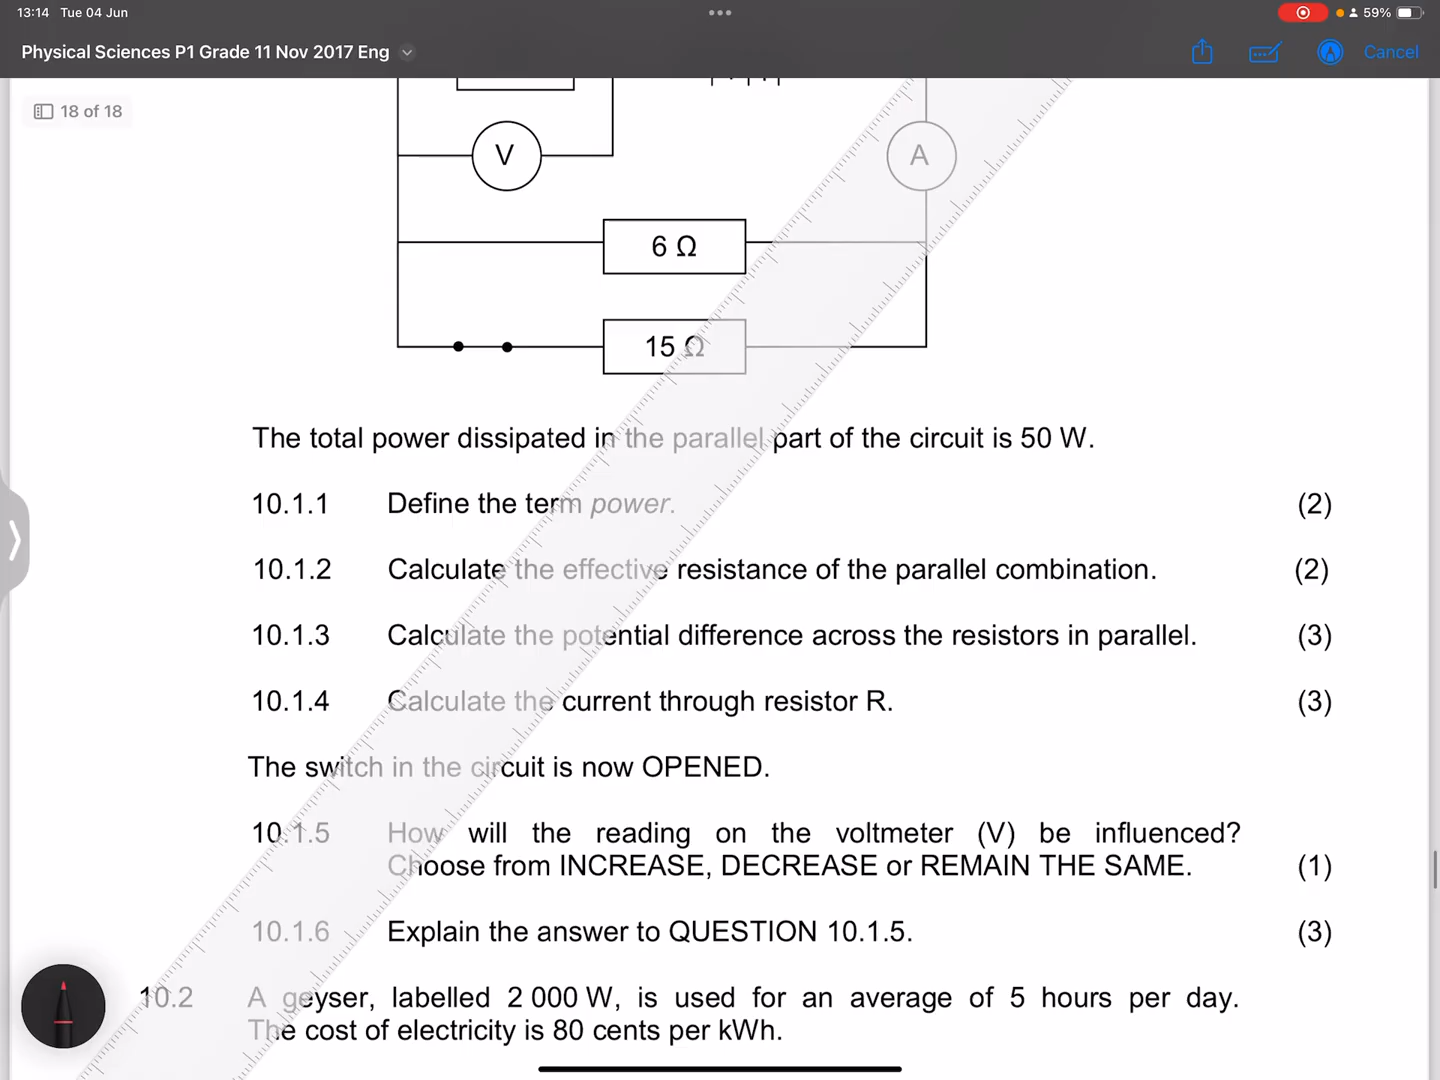 13:14 Tue 04 Jun
59%
Physical Sciences P1 Grade 11 Nov 2017 Eng
Cancel
18 of 18
V
A
6 Ω
15 Ω
The total power dissipated in the parallel part of the circuit is 50 W.
10.1.1 Define the term power. (2)
10.1.2 Calculate the effective resistance of the parallel combination. (2)
10.1.3 Calculate the potential difference across the resistors in parallel. (3)
10.1.4 Calculate the current through resistor R. (3)
The switch in the circuit is now OPENED.
10.1.5 How will the reading on the voltmeter (V) be influenced?
Choose from INCREASE, DECREASE or REMAIN THE SAME. (1)
10.1.6 Explain the answer to QUESTION 10.1.5. (3)
10.2 A geyser, labelled 2 000 W, is used for an average of 5 hours per day.
The cost of electricity is 80 cents per kWh.